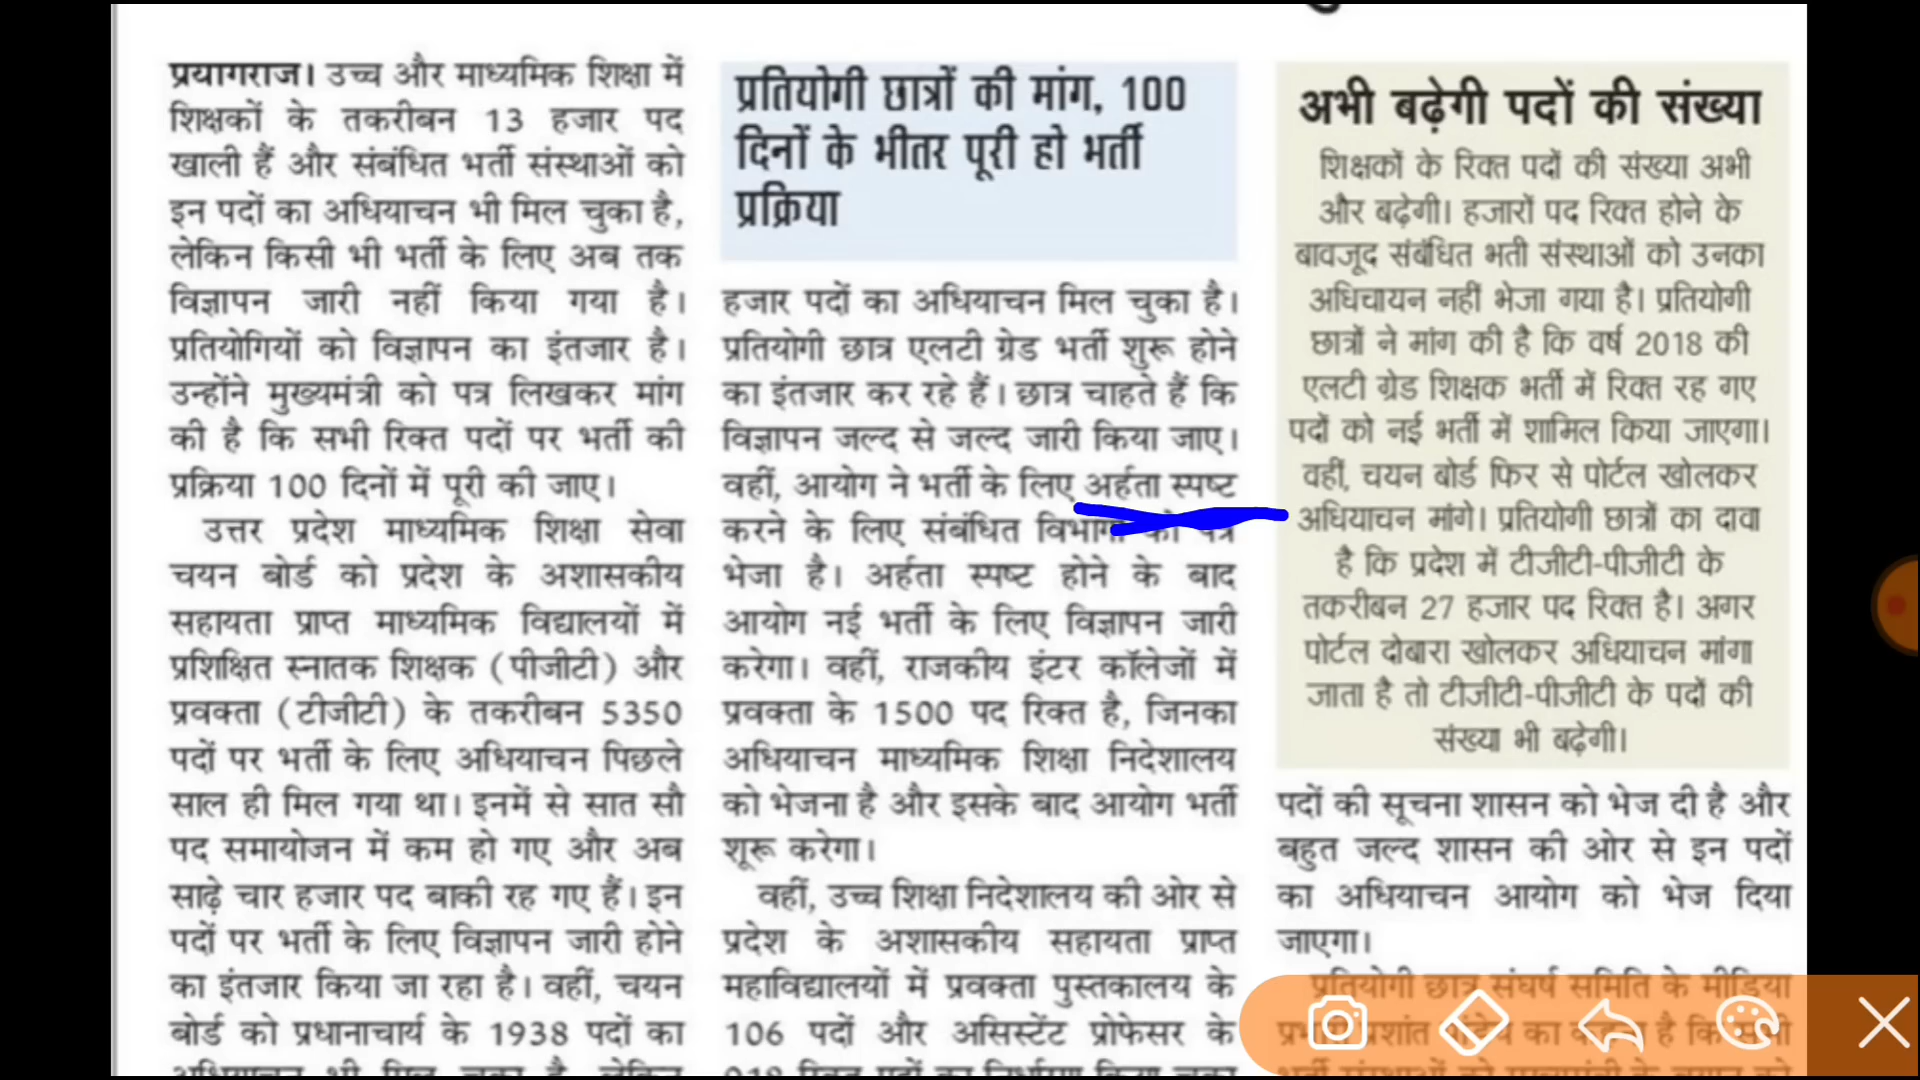 प्रयागराज। उच्च और माध्यमिक शिक्षा में
शिक्षकों के तकरीबन 13 हजार पद
खाली हैं और संबंधित भर्ती संस्थाओं को
इन पदों का अधियाचन भी मिल चुका है,
लेकिन किसी भी भर्ती के लिए अब तक
विज्ञापन जारी नहीं किया गया है।
प्रतियोगियों को विज्ञापन का इंतजार है।
उन्होंने मुख्यमंत्री को पत्र लिखकर मांग
की है कि सभी रिक्त पदों पर भर्ती की
प्रक्रिया 100 दिनों में पूरी की जाए।
उत्तर प्रदेश माध्यमिक शिक्षा सेवा
चयन बोर्ड को प्रदेश के अशासकीय
सहायता प्राप्त माध्यमिक विद्यालयों में
प्रशिक्षित स्नातक शिक्षक (पीजीटी) और
प्रवक्ता (टीजीटी) के तकरीबन 5350
पदों पर भर्ती के लिए अधियाचन पिछले
साल ही मिल गया था। इनमें से सात सौ
पद समायोजन में कम हो गए और अब
साढ़े चार हजार पद बाकी रह गए हैं। इन
पदों पर भर्ती के लिए विज्ञापन जारी होने
का इंतजार किया जा रहा है। वहीं, चयन
बोर्ड को प्रधानाचार्य के 1938 पदों का
अधियाचन भी मिल चुका है, लेकिन
प्रतियोगी छात्रों की मांग, 100
दिनों के भीतर पूरी हो भर्ती
प्रक्रिया
हजार पदों का अधियाचन मिल चुका है।
प्रतियोगी छात्र एलटी ग्रेड भर्ती शुरू होने
का इंतजार कर रहे हैं। छात्र चाहते हैं कि
विज्ञापन जल्द से जल्द जारी किया जाए।
वहीं, आयोग ने भर्ती के लिए अर्हता स्पष्ट
करने के लिए संबंधित विभागों को पत्र
भेजा है। अर्हता स्पष्ट होने के बाद
आयोग नई भर्ती के लिए विज्ञापन जारी
करेगा। वहीं, राजकीय इंटर कॉलेजों में
प्रवक्ता के 1500 पद रिक्त है, जिनका
अधियाचन माध्यमिक शिक्षा निदेशालय
को भेजना है और इसके बाद आयोग भर्ती
शुरू करेगा।
वहीं, उच्च शिक्षा निदेशालय की ओर से
प्रदेश के अशासकीय सहायता प्राप्त
महाविद्यालयों में प्रवक्ता पुस्तकालय के
106 पदों और असिस्टेंट प्रोफेसर के
पदों का किया
अभी बढ़ेगी पदों की संख्या
शिक्षकों के रिक्त पदों की संख्या अभी
और बढ़ेगी। हजारों पद रिक्त होने के
बावजूद संबंधित भती संस्थाओं को उनका
अधिचायन नहीं भेजा गया है। प्रतियोगी
छात्रों ने मांग की है कि वर्ष 2018 की
एलटी ग्रेड शिक्षक भर्ती में रिक्त रह गए
पदों को नई भर्ती में शामिल किया जाएगा।
वहीं, चयन बोर्ड फिर से पोर्टल खोलकर
अधियाचन मांगे। प्रतियोगी छात्रों का दावा
है कि प्रदेश में टीजीटी-पीजीटी के
तकरीबन 27 हजार पद रिक्त है। अगर
पोर्टल दोबारा खोलकर अधियाचन मांगा
जाता है तो टीजीटी-पीजीटी के पदों की
संख्या भी बढ़ेगी।
पदों की सूचना शासन को भेज दी है और
बहुत जल्द शासन की ओर से इन पदों
का अधियाचन आयोग को भेज दिया
जाएगा।
प्रतियोगी छात्र संघर्ष समिति के मीडिया
का है कि